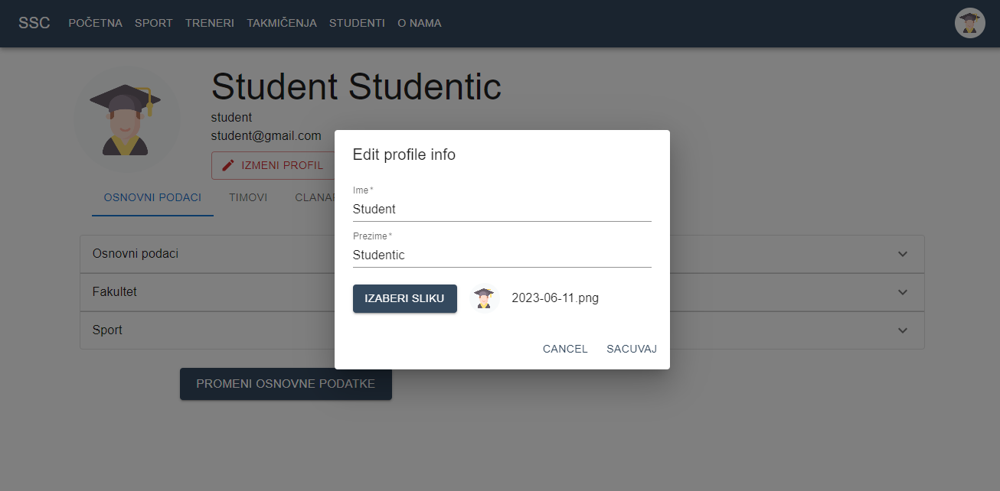 SSC POČETNA SPORT TRENERI TAKMIČENJA STUDENTI O NAMA
Student Studentic
student
student@gmail.com
IZMENI PROFIL
OSNOVNI PODACI TIMOVI
Edit profile info
Ime *
Student
Prezime *
Studentic
IZABERI SLIKU 2023-06-11.png
CANCEL SACUVAJ
Osnovni podaci
Fakultet
Sport
PROMENI OSNOVNE PODATKE